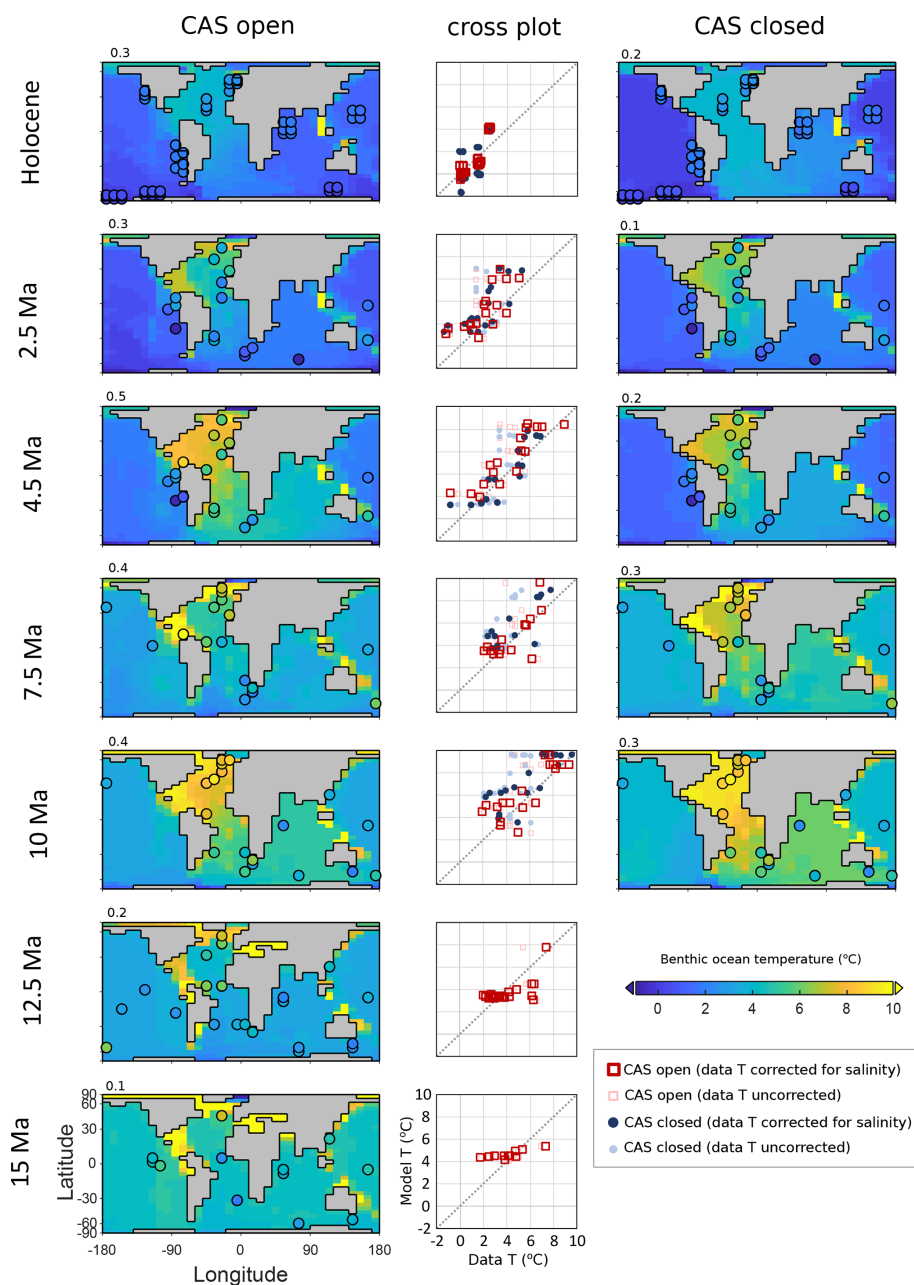 CAS open
cross plot
CAS closed
Holocene
0.3
0.2
2.5 Ma
0.3
0.1
4.5 Ma
0.5
0.2
7.5 Ma
0.4
0.3
10 Ma
0.4
0.3
12.5 Ma
0.2
Benthic ocean temperature (°C)
0 2 4 6 8 10
CAS open (data T corrected for salinity)
CAS open (data T uncorrected)
CAS closed (data T corrected for salinity)
CAS closed (data T uncorrected)
15 Ma
0.1
Latitude
90
60
30
0
-30
-60
-90
-180 -90 0 90 180
Longitude
Model T (°C)
10
8
6
4
2
0
-2
-2 0 2 4 6 8 10
Data T (°C)